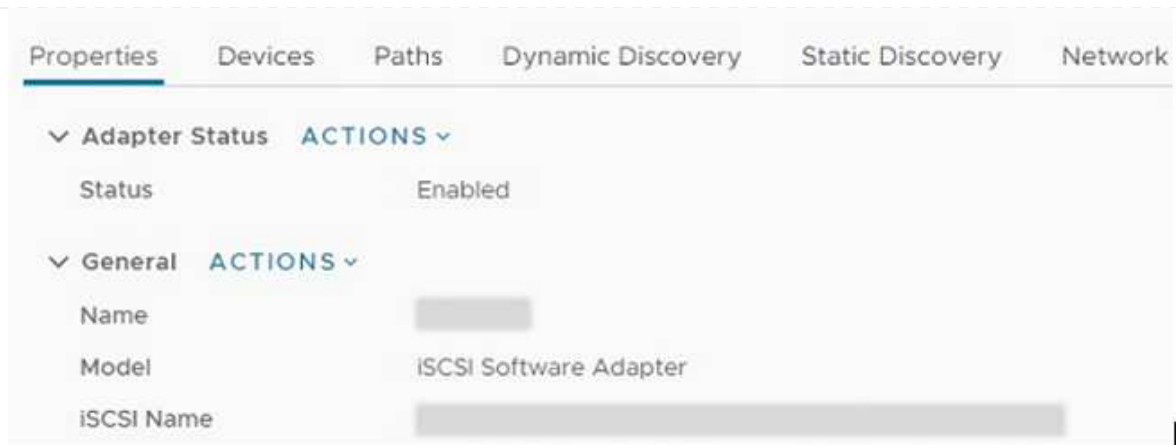 Properties Devices Paths Dynamic Discovery Static Discovery Network
Adapter Status ACTIONS
Status Enabled
General ACTIONS
Name
Model iSCSI Software Adapter
iSCSI Name